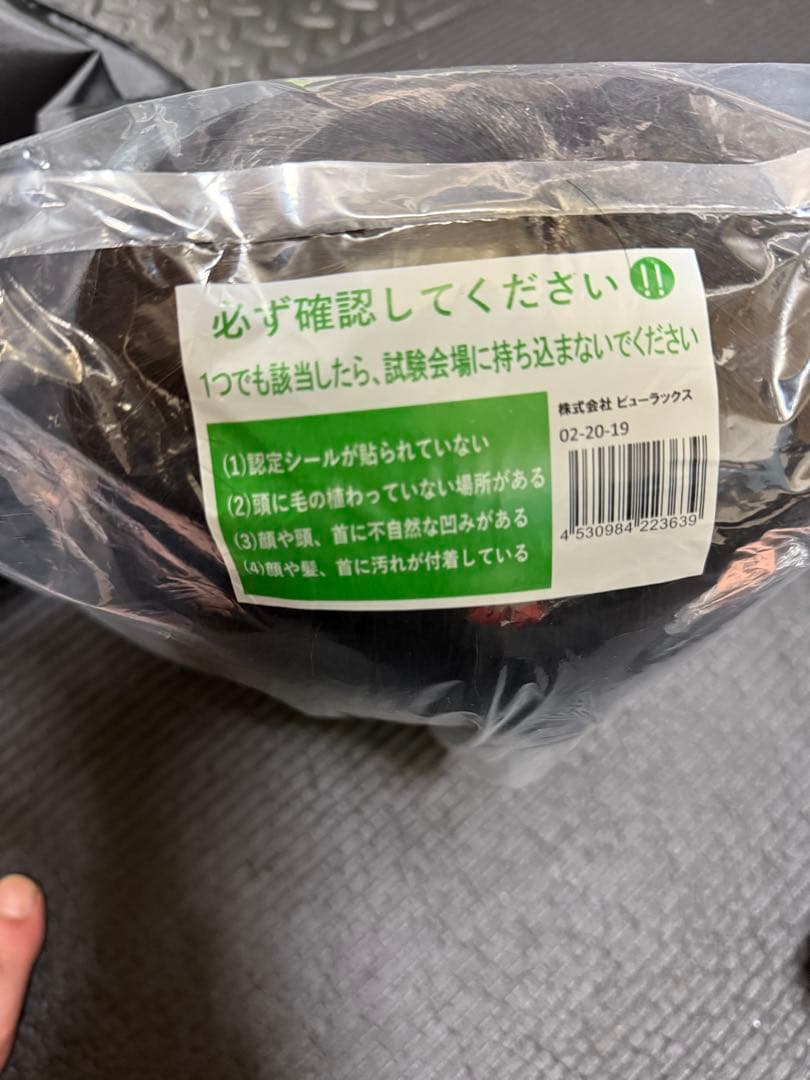 必ず確認してください!!
1つでも該当したら、試験会場に持ち込まないでください
(1)認定シールが貼られていない
(2)頭に毛の植わっていない場所がある
(3)顔や頭、首に不自然な凹みがある
(4)顔や髪、首に汚れが付着している
株式会社 ビューラックス
02-20-19
4 530984 223639